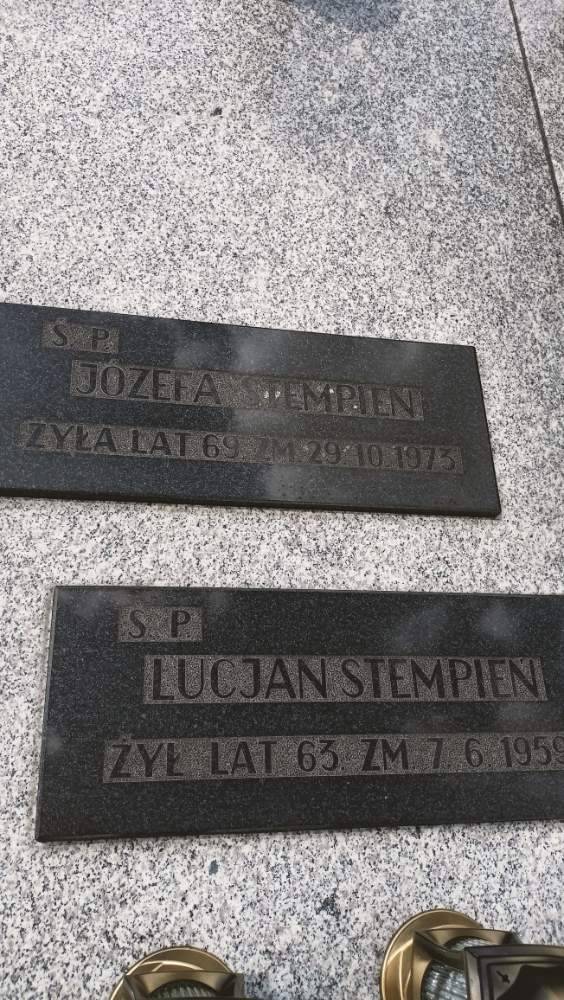 Ś. P.
JÓZEFA STEMPIEŃ
ŻYŁA LAT 69. ZM 29.10.1973
Ś. P
LUCJAN STEMPIEŃ
ŻYŁ LAT 63. ZM 7. 6. 1959